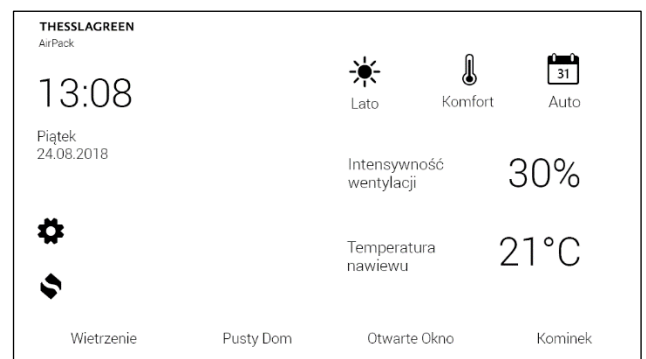 THESSLAGREEN
AirPack
13:08
Piątek
24.08.2018
31
Lato
Komfort
Auto
Intensywność
wentylacji
30%
Temperatura
nawiewu
21°C
Wietrzenie
Pusty Dom
Otwarte Okno
Kominek